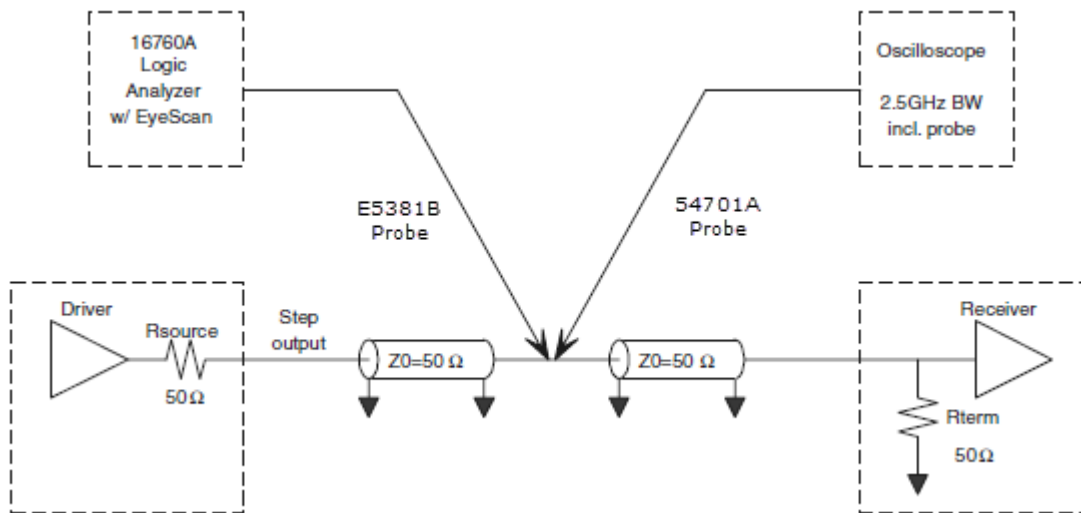 16760A
Logic
Analyzer
w/ EyeScan
Oscilloscope
2.5GHz BW
incl. probe
E5381B
Probe
54701A
Probe
Driver
Rsource
50Ω
Step
output
Z0=50 Ω
Z0=50 Ω
Receiver
Rterm
50Ω